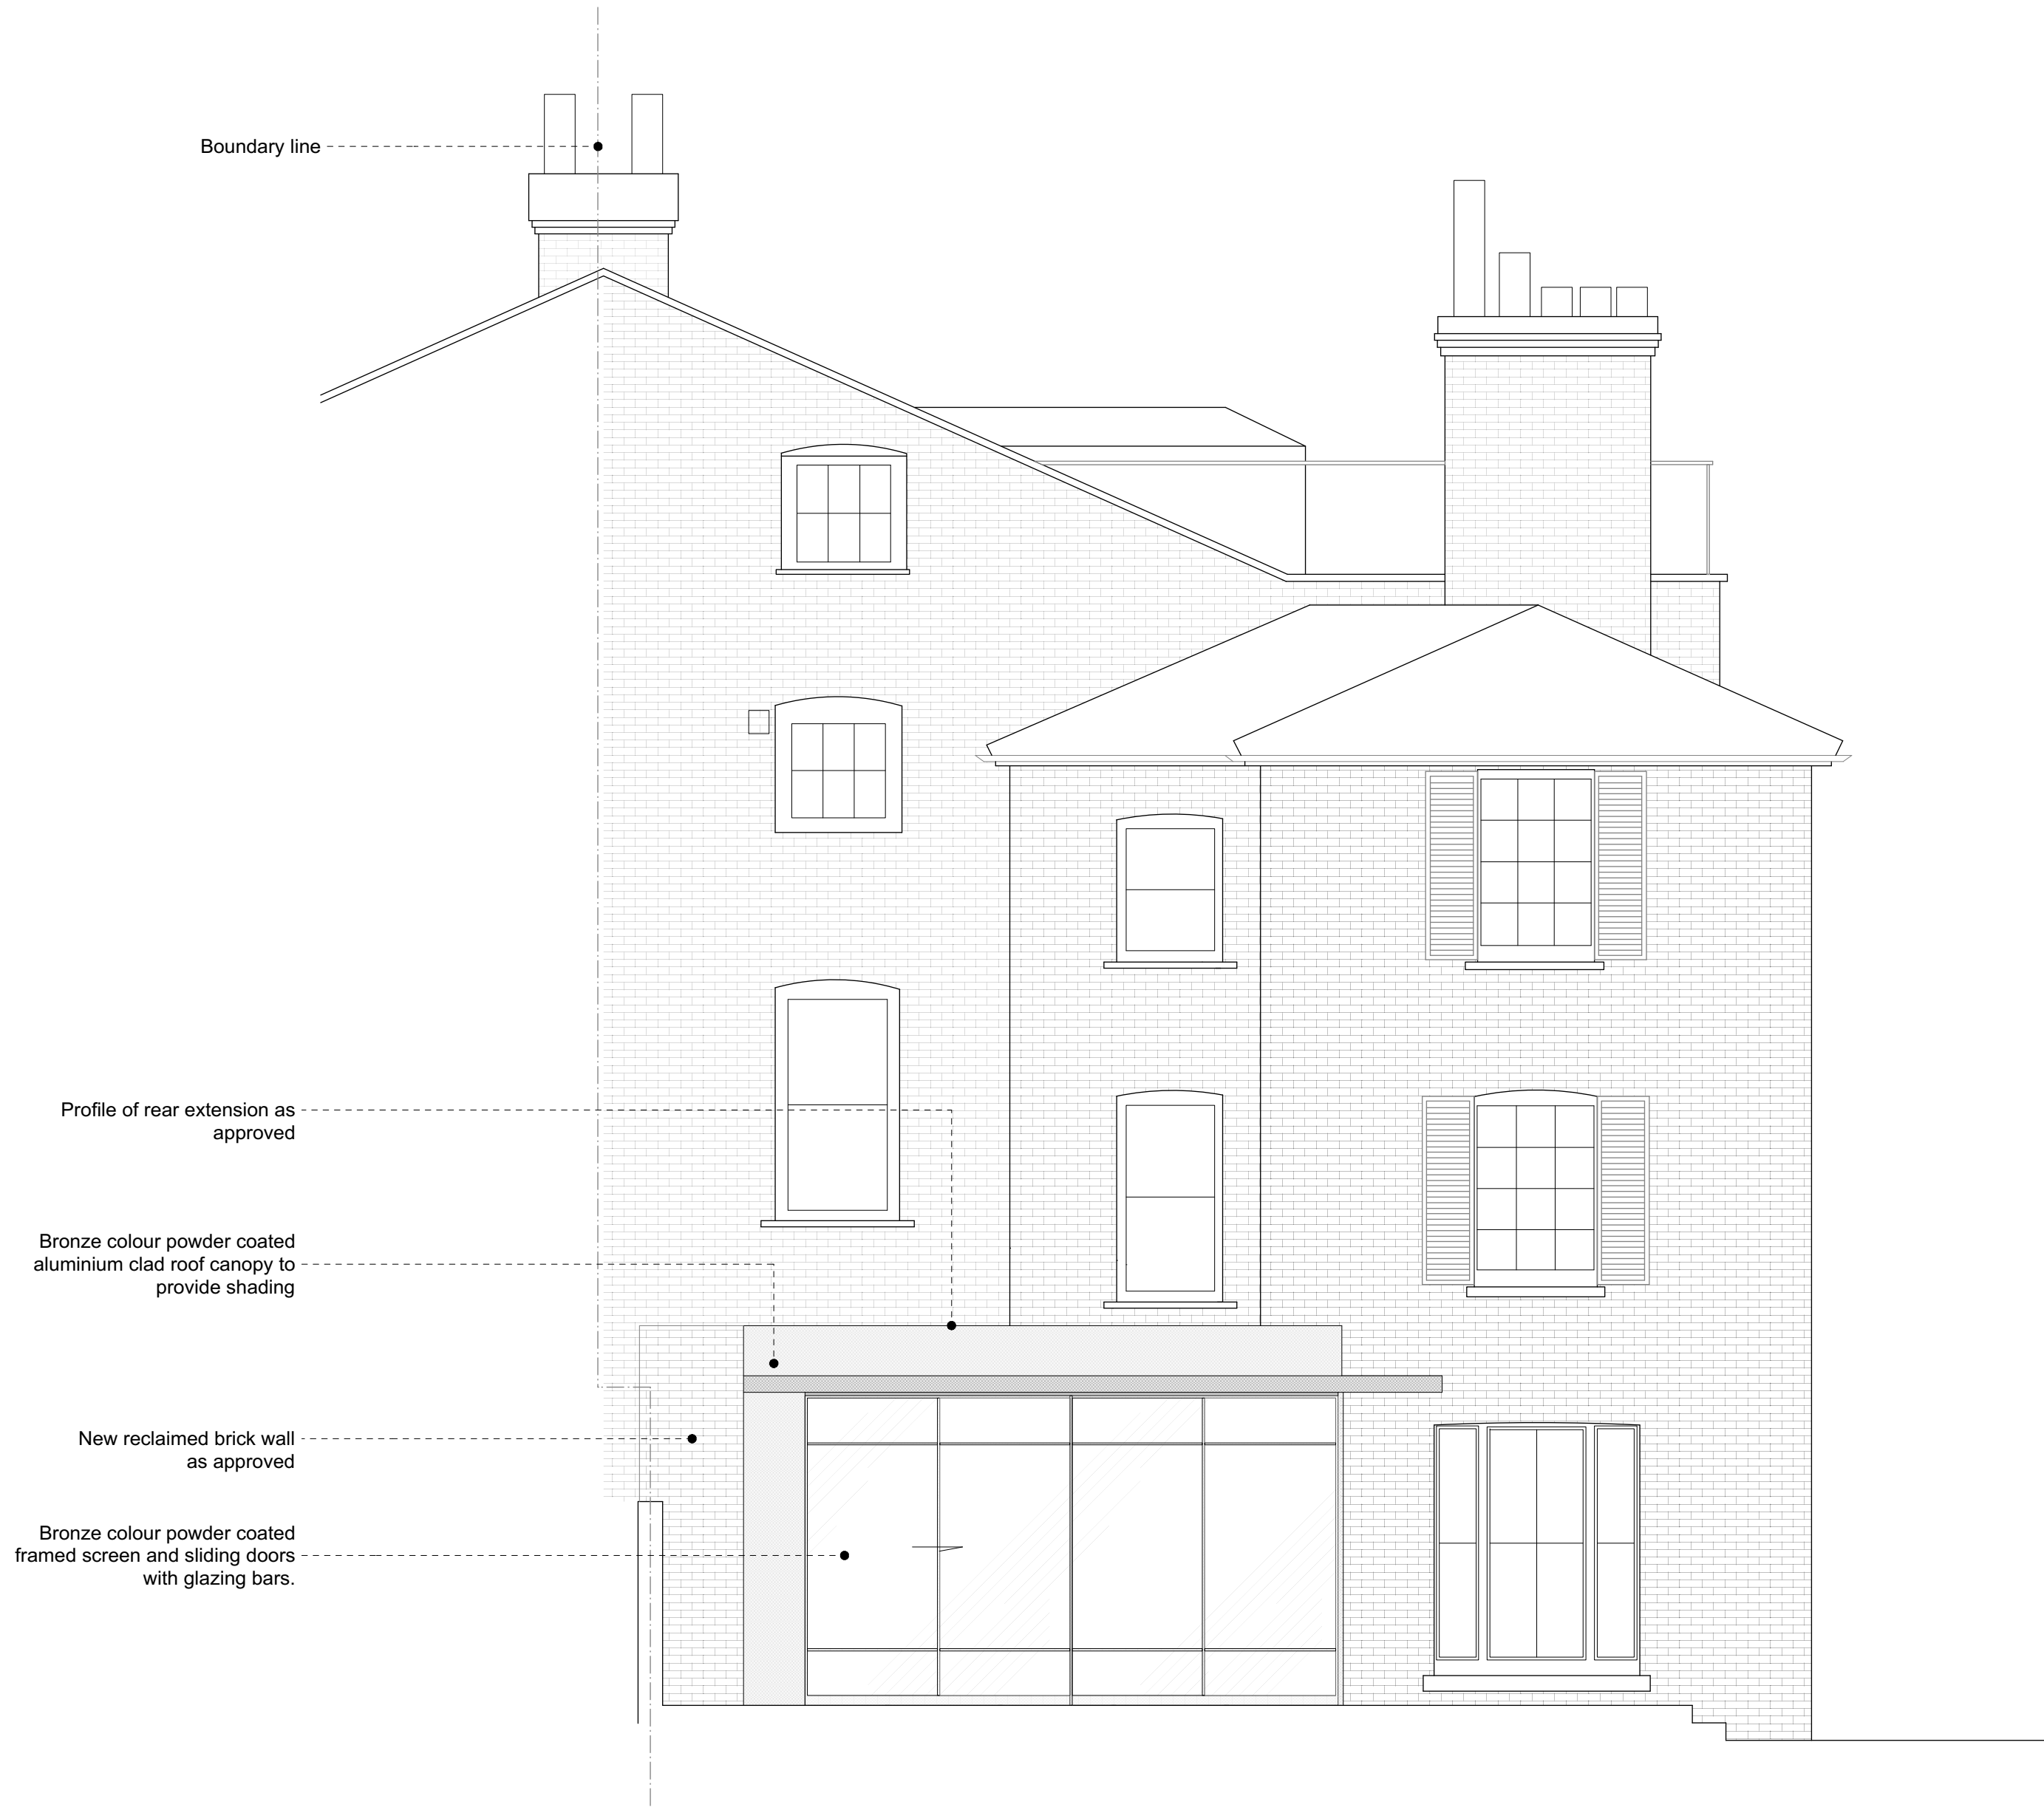 Boundary line
Profile of rear extension as
approved
Bronze colour powder coated
aluminium clad roof canopy to
provide shading
New reclaimed brick wall
as approved
Bronze colour powder coated
framed screen and sliding doors
with glazing bars.